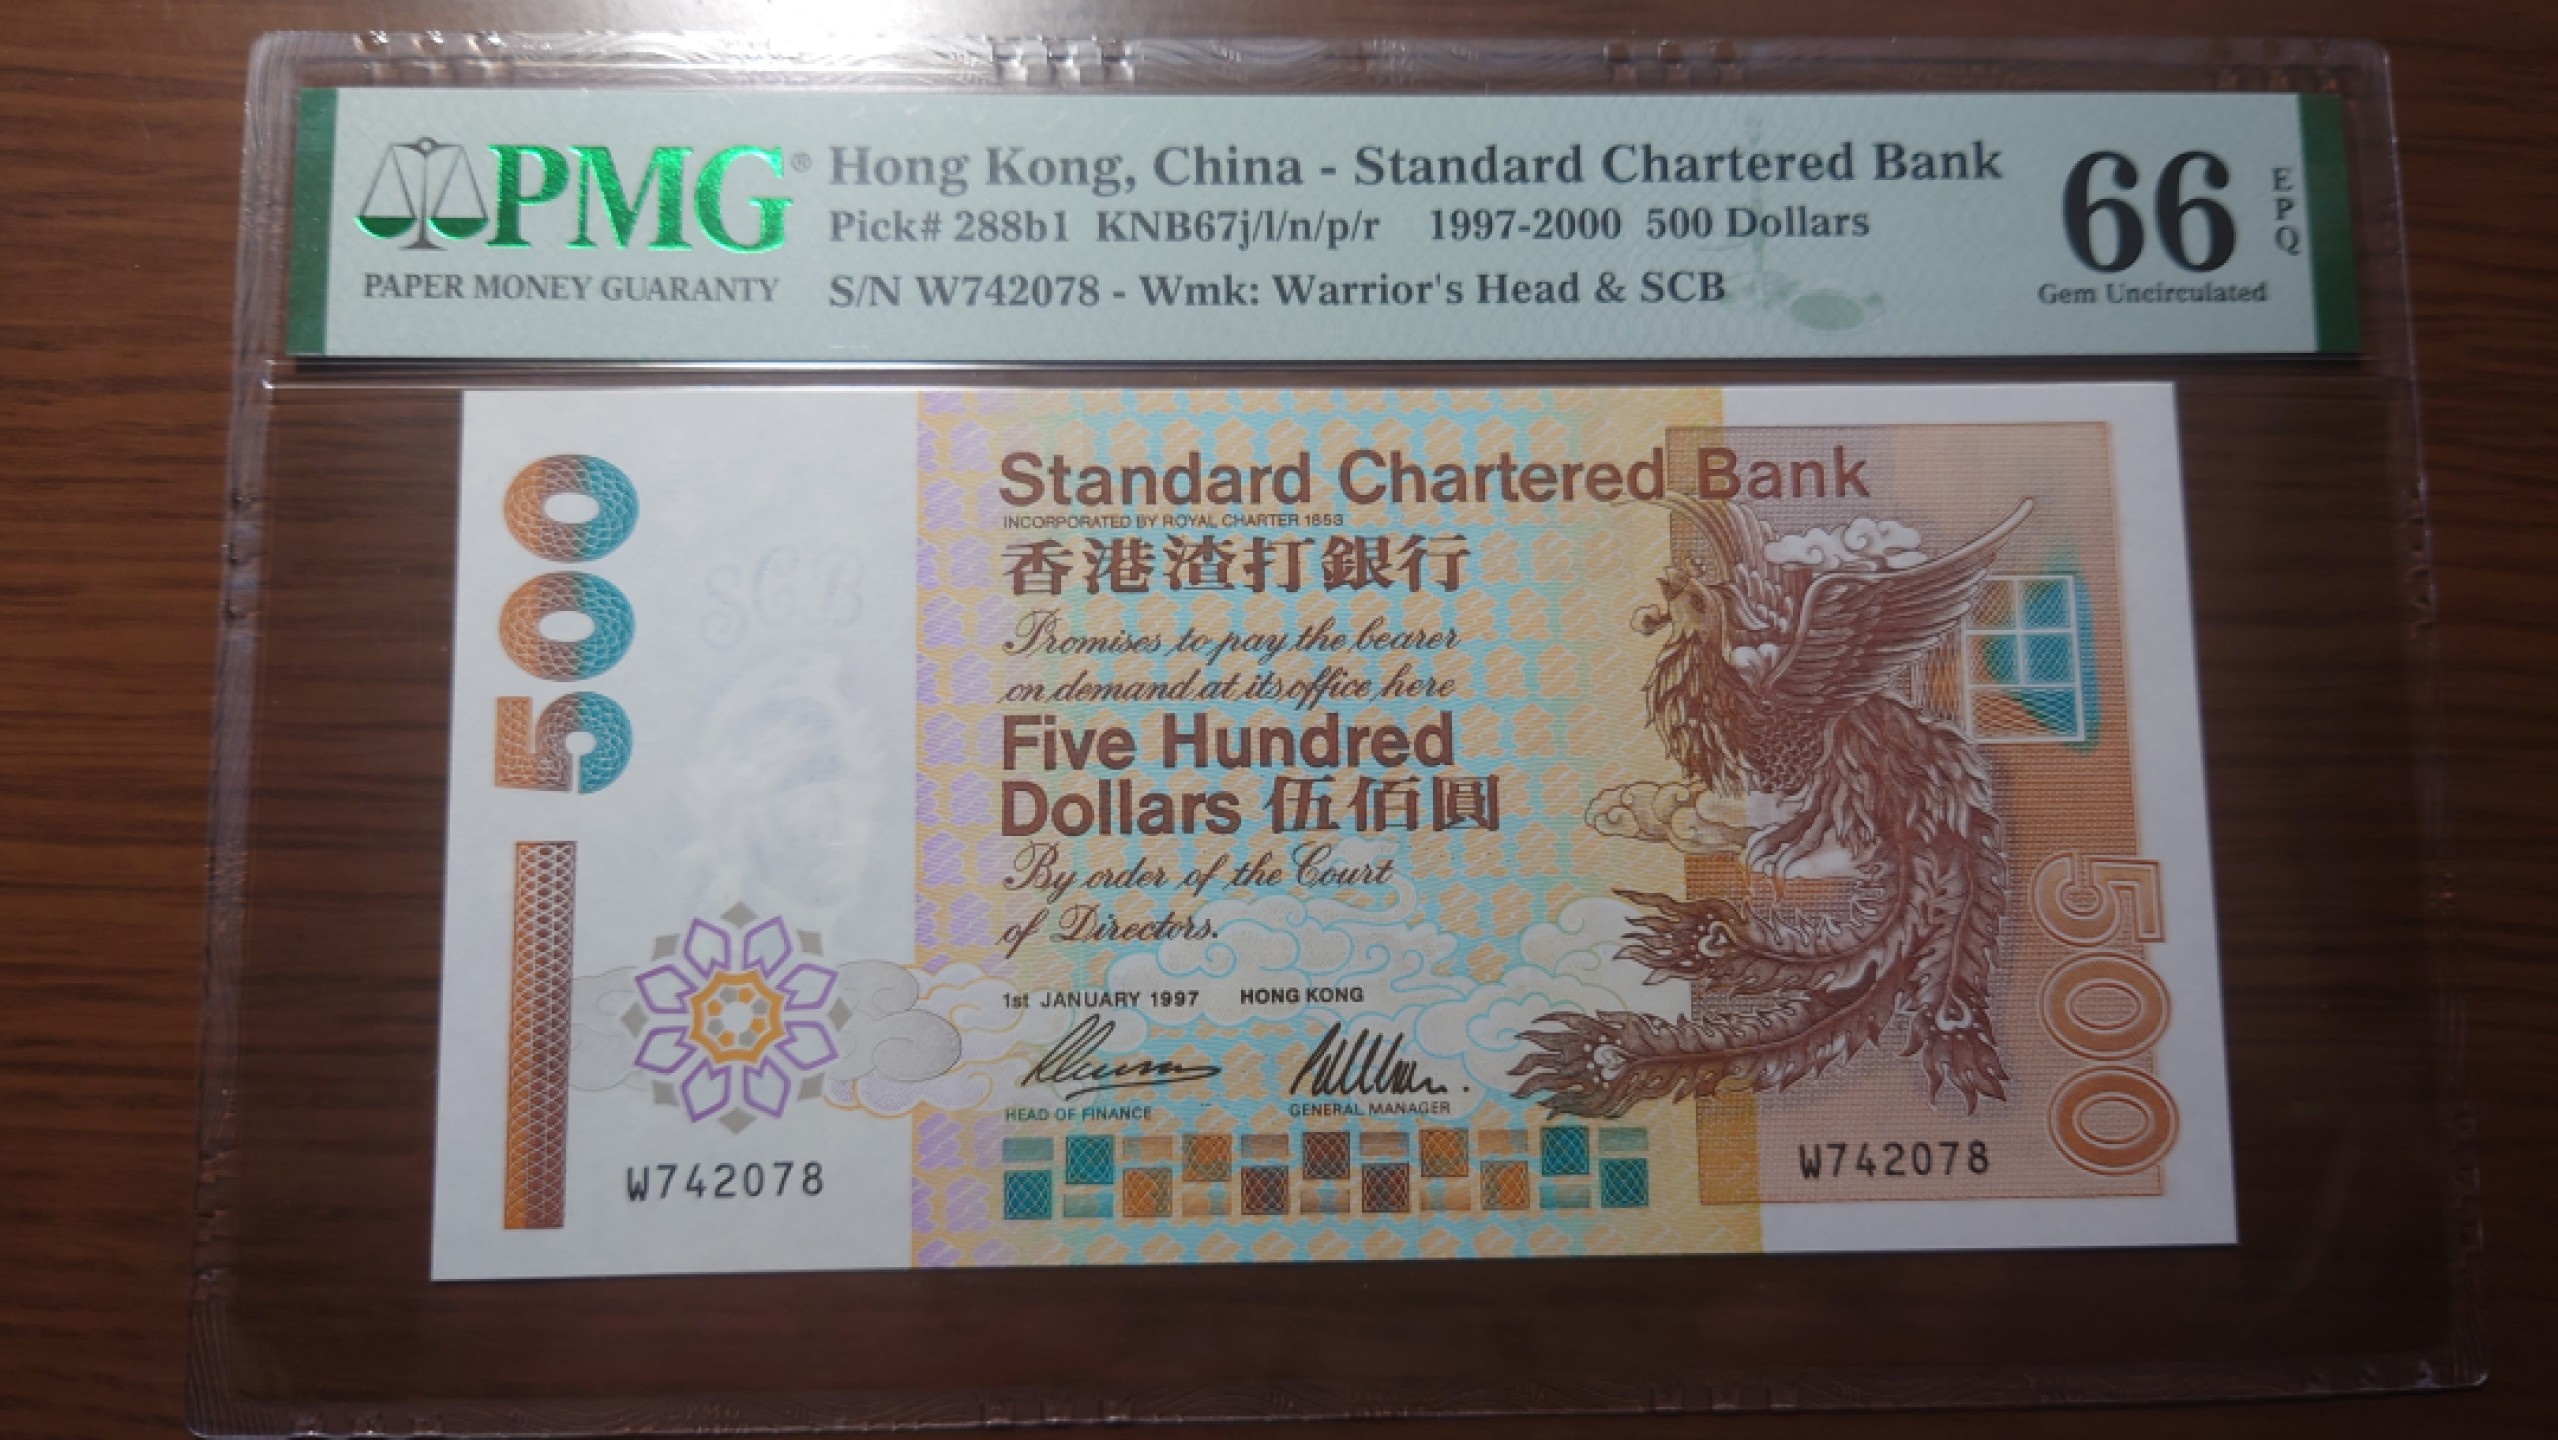 PMG®
PAPER MONEY GUARANTY
Hong Kong, China - Standard Chartered Bank
Pick# 288b1 KNB67j/l/n/p/r 1997-2000 500 Dollars
S/N W742078 - Wmk: Warrior's Head & SCB
66 EPQ
Gem Uncirculated
500
SCB
Standard Chartered Bank
INCORPORATED BY ROYAL CHARTER 1853
香港渣打銀行
Promises to pay the bearer
on demand at its office here
Five Hundred
Dollars 伍佰圓
By order of the Court
of Directors.
1st JANUARY 1997 HONG KONG
HEAD OF FINANCE GENERAL MANAGER
W742078
W742078
500